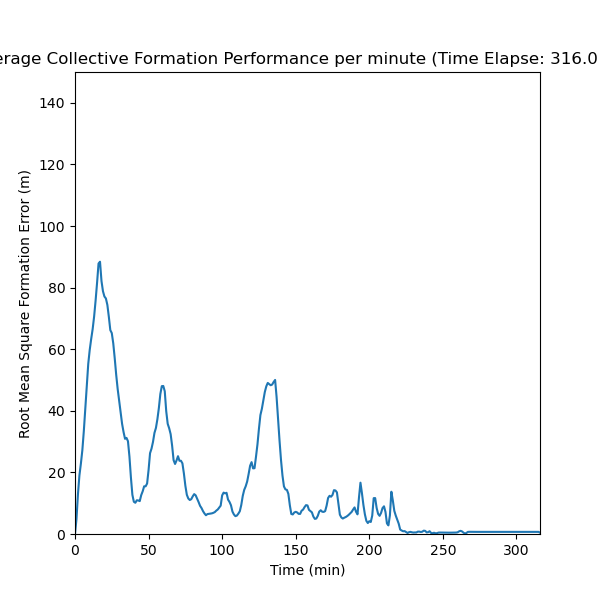 erage Collective Formation Performance per minute (Time Elapse: 316.0
140
120
100
80
60
40
20
0
Root Mean Square Formation Error (m)
0 50 100 150 200 250 300
Time (min)